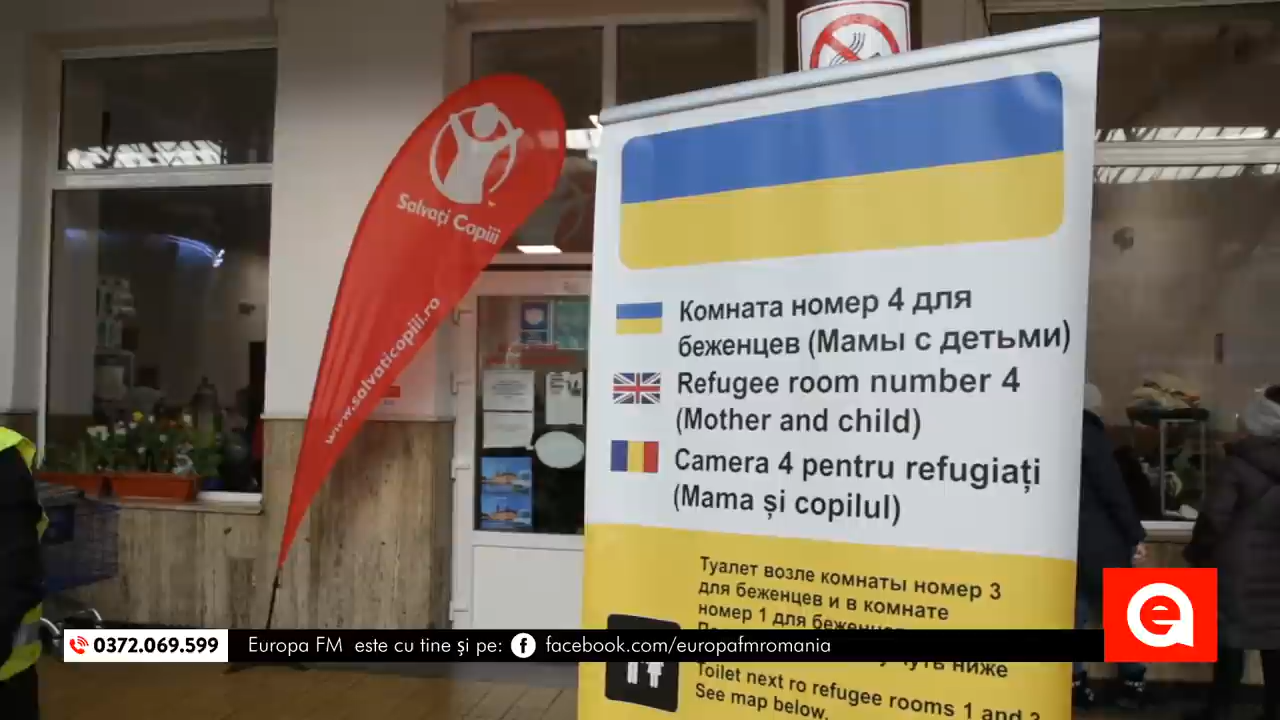 Salvați Copiii
www.salvaticopiii.ro
Комната номер 4 для
беженцев (Мамы с детьми)
Refugee room number 4
(Mother and child)
Camera 4 pentru refugiați
(Mama și copilul)
Туалет возле комнаты номер 3
для беженцев и в комнате
номер 1 для беженцев
ниже
Toilet next ro refugee rooms 1 and 3
See map below.
0372.069.599
Europa FM este cu tine și pe:
facebook.com/europafmromania